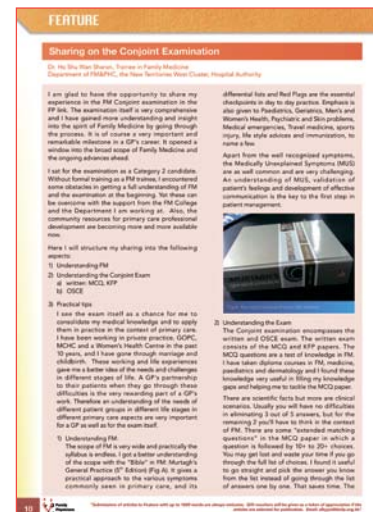 FEATURE
Sharing on the Conjoint Examination
Dr. Ho Shu Wan Sharon, Trainee in Family Medicine
Department of FM&PHC, the New Territories West Cluster, Hospital Authority
I am glad to have the opportunity to share my
experience in the FM Conjoint examination in the
FP link. The examination itself is very comprehensive
and I have gained more understanding and insight
into the spirit of Family Medicine by going through
the process. It is of course a very important and
remarkable milestone in a GP's career. It opened a
window into the broad scope of Family Medicine and
the ongoing advances ahead.
I sat for the examination as a Category 2 candidate.
Without formal training as a FM trainee, I encountered
some obstacles in getting a full understanding of FM
and the examination at the beginning. Yet these can
be overcome with the support from the FM College
and the Department I am working at. Also, the
community resources for primary care professional
development are becoming more and more available
now.
Here I will structure my sharing into the following
aspects:
1) Understanding FM
2) Understanding the Conjoint Exam
a) written: MCQ, KFP
b) OSCE
3) Practical tips
I see the exam itself as a chance for me to
consolidate my medical knowledge and to apply
them in practice in the context of primary care.
I have been working in private practice, GOPC,
MCHC and a Women's Health Centre in the past
10 years, and I have gone through marriage and
childbirth. These working and life experiences
gave me a better idea of the needs and challenges
in different stages of life. A GP's partnership
to their patients when they go through these
difficulties is the very rewarding part of a GP's
work. Therefore an understanding of the needs of
different patient groups in different life stages in
different primary care aspects are very important
for a GP as well as for the exam itself.
1) Understanding FM
The scope of FM is very wide and practically the
syllabus is endless. I got a better understanding
of the scope with the "Bible" in FM: Murtagh's
General Practice (5th Edition) (Fig A). It gives a
practical approach to the various symptoms
commonly seen in primary care, and its
differential lists and Red Flags are the essential
checkpoints in day to day practice. Emphasis is
also given to Paediatrics, Geriatrics, Men's and
Women's Health, Psychiatric and Skin problems,
Medical emergencies, Travel medicine, sports
injury, life style advices and immunization, to
name a few.
Apart from the well recognized symptoms,
the Medically Unexplained Symptoms (MUS)
are as well common and are very challenging.
An understanding of MUS, validation of
patient's feelings and development of effective
communication is the key to the first step in
patient management.
2) Understanding the Exam
The Conjoint examination encompasses the
written and OSCE exam. The written exam
consists of the MCQ and KFP papers. The
MCQ questions are a test of knowledge in FM.
I have taken diploma courses in FM, medicine,
paediatrics and dermatology and I found these
knowledge very useful in filling my knowledge
gaps and helping me to tackle the MCQ paper.
There are scientific facts but more are clinical
scenarios. Usually you will have no difficulties
in eliminating 3 out of 5 answers, but for the
remaining 2 you'll have to think in the context
of FM. There are some "extended matching
questions" in the MCQ paper in which a
question is followed by 10+ to 20+ choices.
You may get lost and waste your time if you go
through the full list of choices. I found it useful
to go straight and pick the answer you know
from the list instead of going through the list
of answers one by one. That saves time. The
10
Family
Physicians